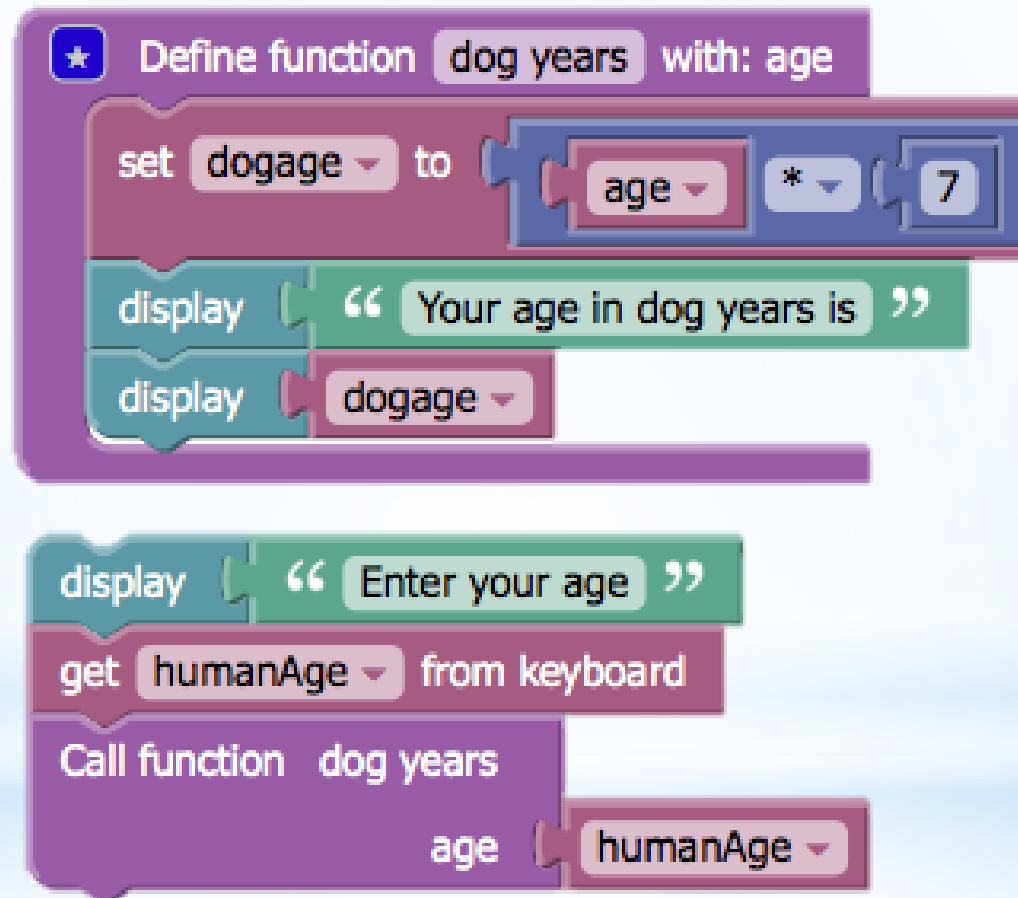 ★ Define function dog years with: age
set dogage to age * 7
display “ Your age in dog years is ”
display dogage
display “ Enter your age ”
get humanAge from keyboard
Call function dog years
age humanAge